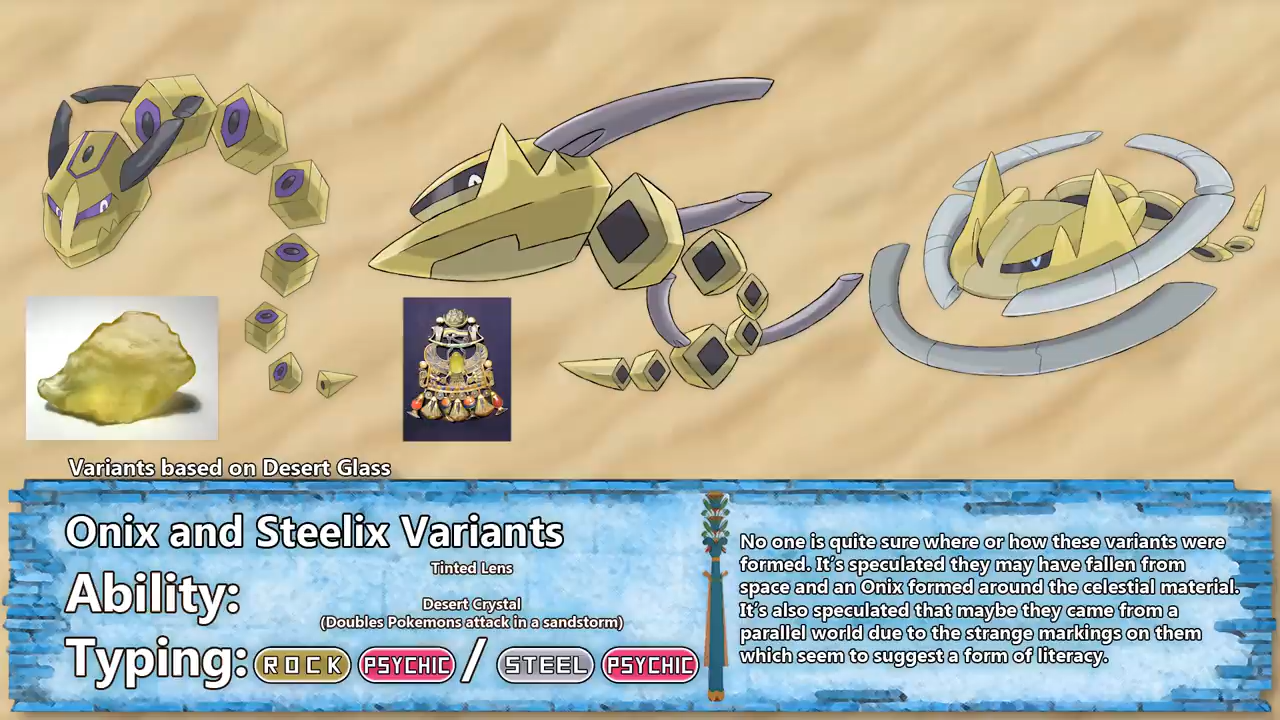 Variants based on Desert Glass
Onix and Steelix Variants
Tinted Lens
Ability:
Desert Crystal
(Doubles Pokemons attack in a sandstorm)
Typing: ROCK PSYCHIC / STEEL PSYCHIC
No one is quite sure where or how these variants were
formed. It's speculated they may have fallen from
space and an Onix formed around the celestial material.
It's also speculated that maybe they came from a
parallel world due to the strange markings on them
which seem to suggest a form of literacy.